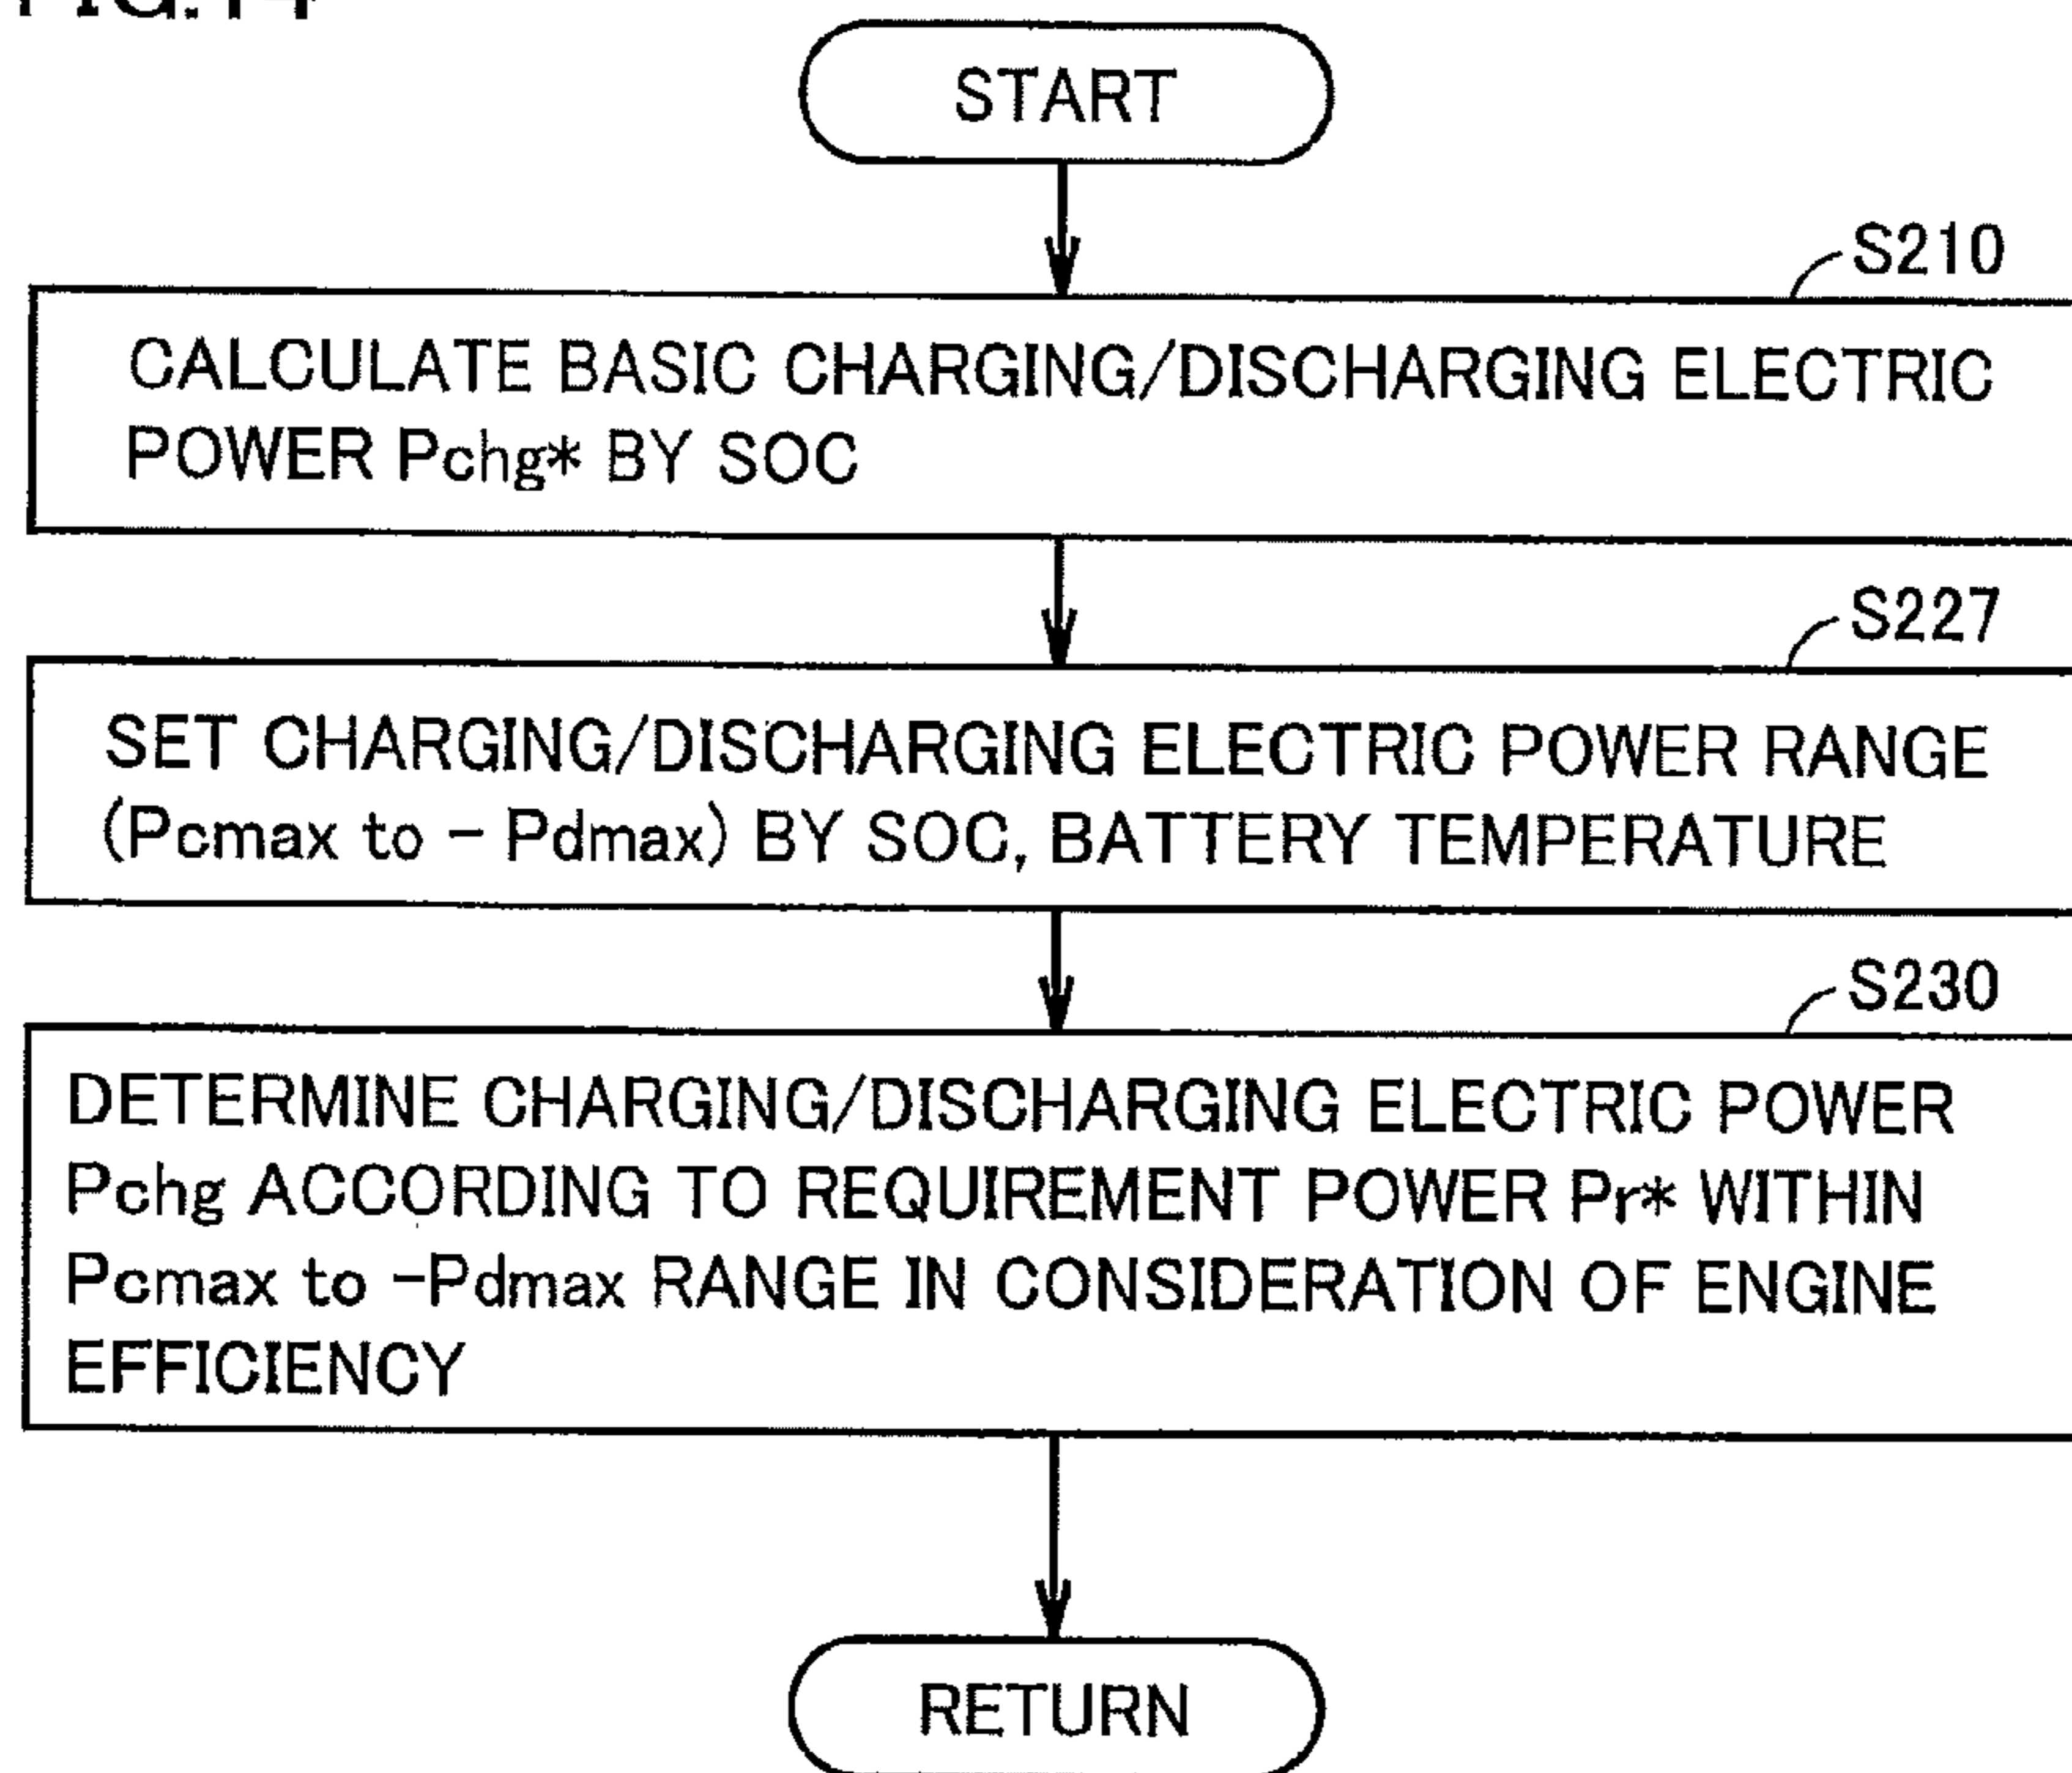 FIG.14
START
S210
CALCULATE BASIC CHARGING/DISCHARGING ELECTRIC
POWER Pchg* BY SOC
S227
SET CHARGING/DISCHARGING ELECTRIC POWER RANGE
(Pcmax to - Pdmax) BY SOC, BATTERY TEMPERATURE
S230
DETERMINE CHARGING/DISCHARGING ELECTRIC POWER
Pchg ACCORDING TO REQUIREMENT POWER Pr* WITHIN
Pcmax to -Pdmax RANGE IN CONSIDERATION OF ENGINE
EFFICIENCY
RETURN